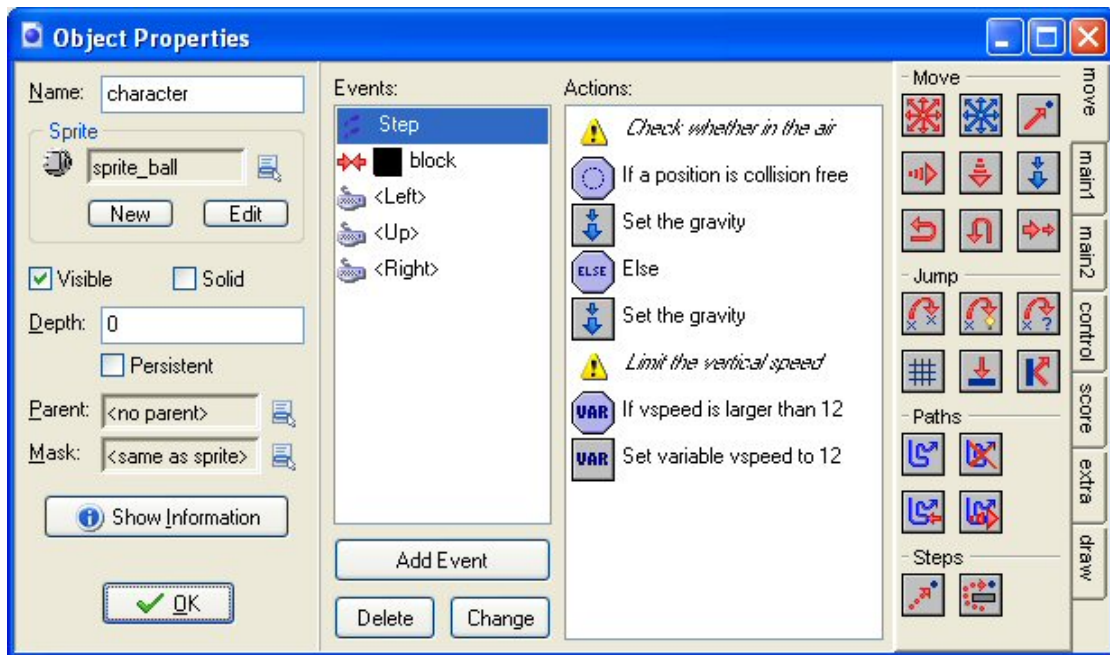 Object Properties
Name: character
Sprite
sprite_ball
New Edit
Visible Solid
Depth: 0
Persistent
Parent: <no parent>
Mask: <same as sprite>
Show Information
OK
Events:
Step
block
<Left>
<Up>
<Right>
Add Event
Delete Change
Actions:
Check whether in the air
If a position is collision free
Set the gravity
ELSE Else
Set the gravity
Limit the vertical speed
VAR If vspeed is larger than 12
VAR Set variable vspeed to 12
Move
Jump
Paths
Steps
move
main1
main2
control
score
extra
draw